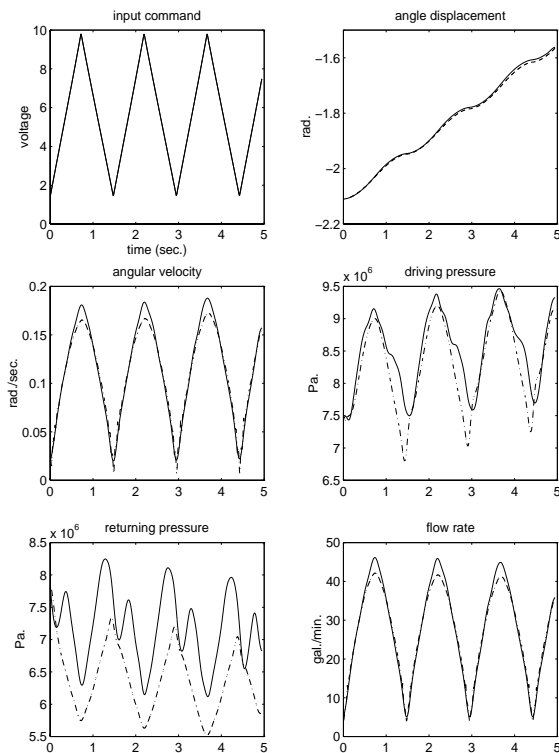 input command
10
8
6
4
2
0
voltage
0 1 2 3 4 5
time (sec.)
angle displacement
−1.6
−1.8
−2
−2.2
rad.
0 1 2 3 4 5
angular velocity
0.2
0.15
0.1
0.05
0
rad./sec.
0 1 2 3 4 5
driving pressure
x 10^6
9.5
9
8.5
8
7.5
7
6.5
Pa.
0 1 2 3 4 5
returning pressure
x 10^6
8.5
8
7.5
7
6.5
6
5.5
Pa.
0 1 2 3 4 5
flow rate
50
40
30
20
10
0
gal./min.
0 1 2 3 4 5